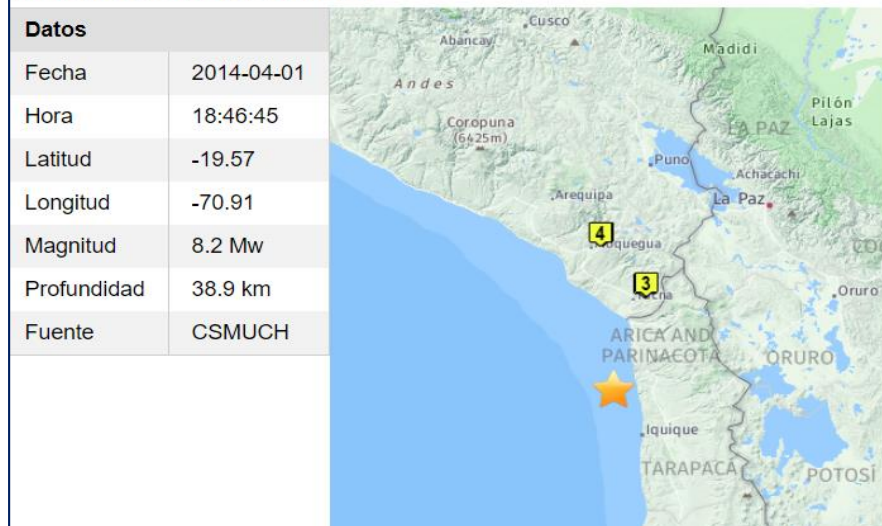 Datos
Fecha 2014-04-01
Hora 18:46:45
Latitud -19.57
Longitud -70.91
Magnitud 8.2 Mw
Profundidad 38.9 km
Fuente CSMUCH
Cusco
Abancay
Madidi
Andes
Pilón
Lajas
Coropuna
(6425m)
LA PAZ
Puno
Achacachi
Arequipa
La Paz
4
oquegua
3
Oruro
ARICA AND
PARINACOTA
ORURO
Iquique
TARAPACÁ
POTOSÍ